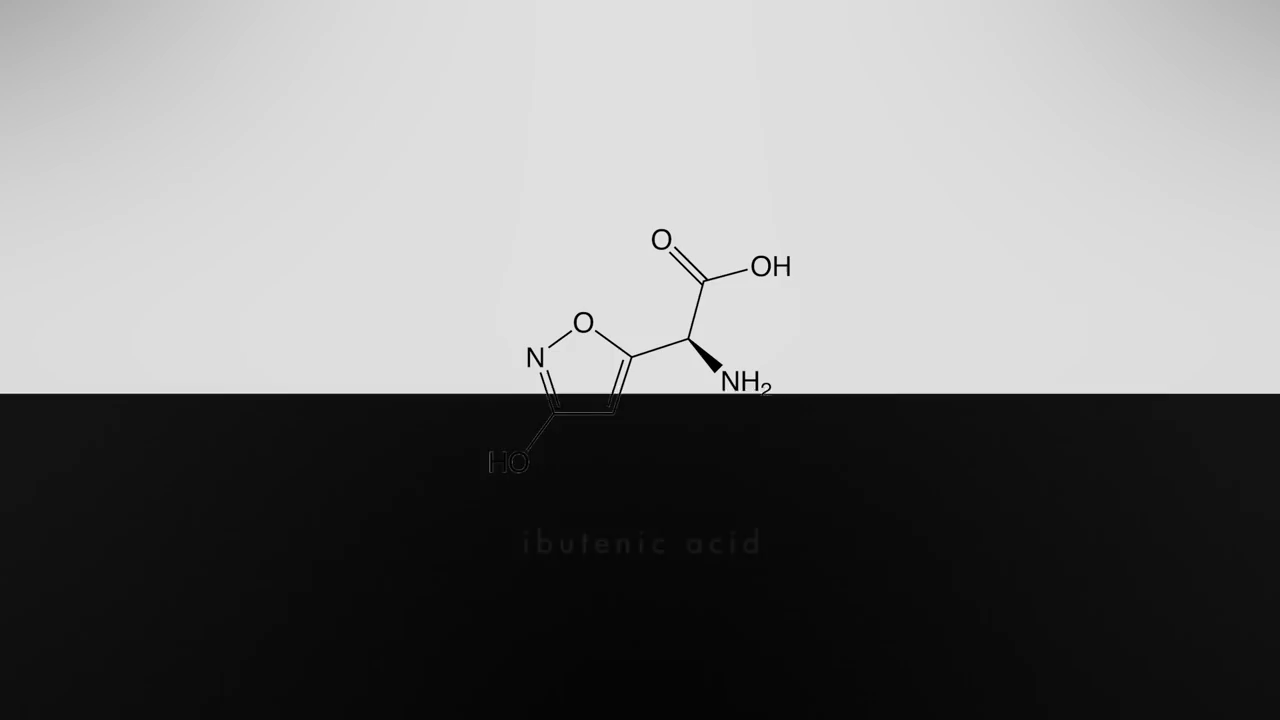 O
OH
O
N
NH₂
HO
ibutenic acid